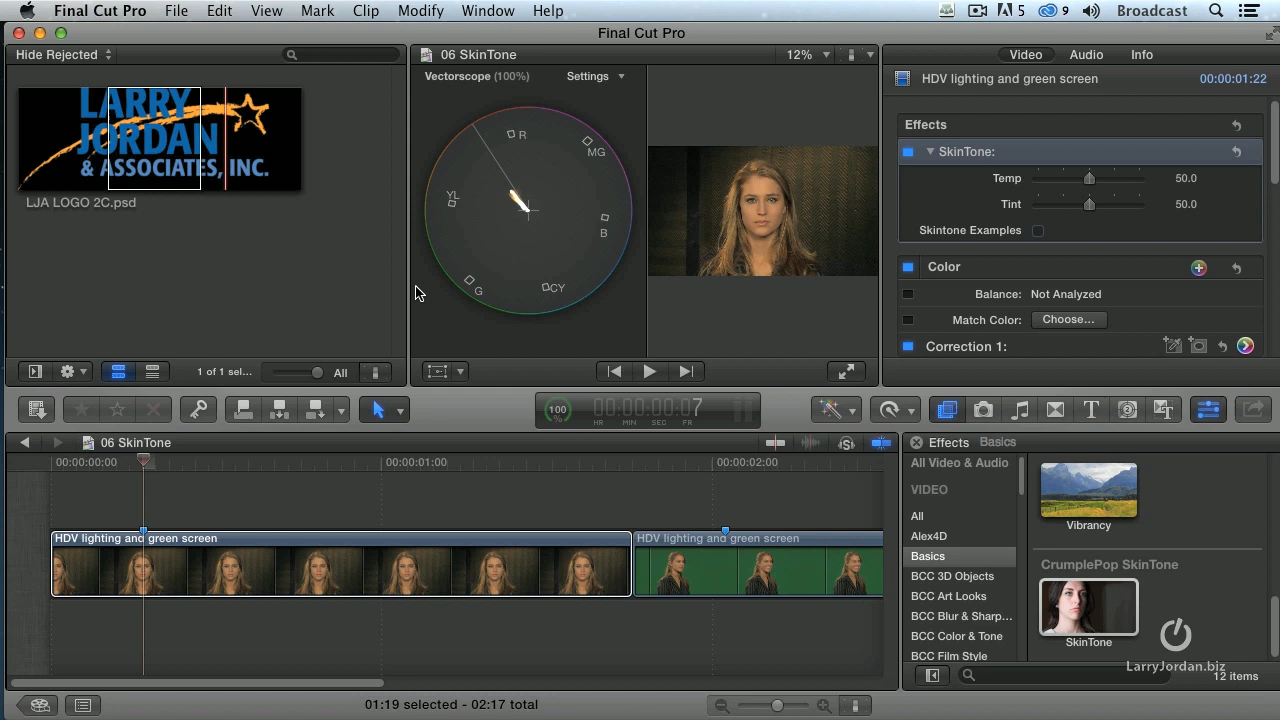 Final Cut Pro File Edit View Mark Clip Modify Window Help 5 9 Broadcast
Final Cut Pro
Hide Rejected
LARRY
JORDAN
& ASSOCIATES, INC.
LJA LOGO 2C.psd
1 of 1 sel... All
06 SkinTone 12%
Vectorscope (100%) Settings
R
MG
YL
B
G
CY
Video Audio Info
HDV lighting and green screen 00:00:01:22
Effects
SkinTone:
Temp 50.0
Tint 50.0
Skintone Examples
Color
Balance: Not Analyzed
Match Color: Choose...
Correction 1:
100
%
00:00:00:07
HR MIN SEC FR
06 SkinTone
00:00:00:00 00:00:01:00 00:00:02:00
HDV lighting and green screen
HDV lighting and green screen
Effects Basics
All Video & Audio
VIDEO
All
Alex4D
Basics
BCC 3D Objects
BCC Art Looks
BCC Blur & Sharp...
BCC Color & Tone
BCC Film Style
Vibrancy
CrumplePop SkinTone
SkinTone
LarryJordan.biz
12 items
01:19 selected - 02:17 total